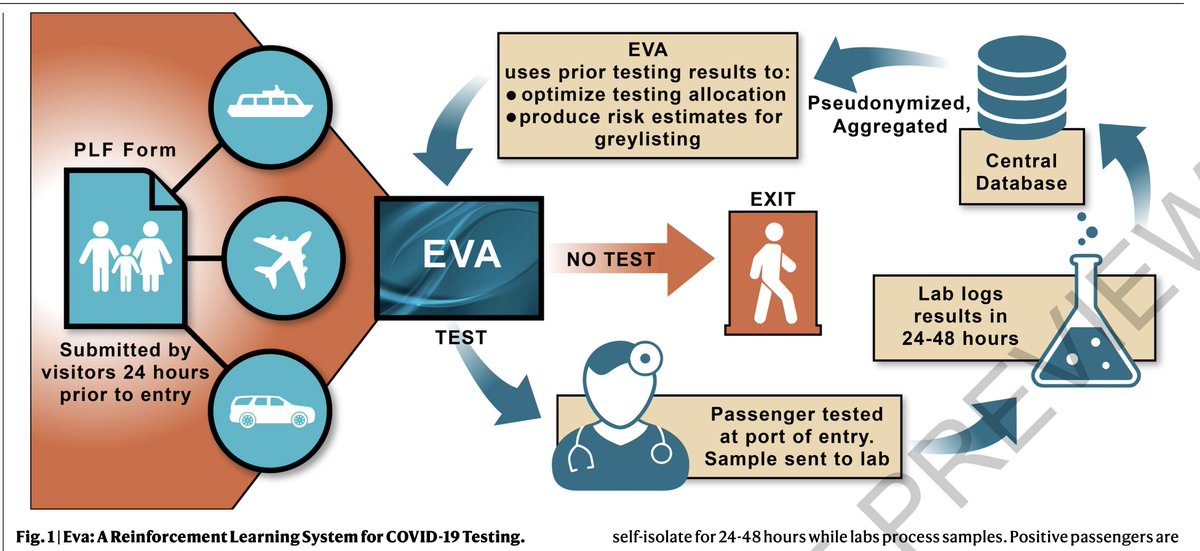 PLF Form
Submitted by
visitors 24 hours
prior to entry
EVA
TEST
NO TEST
EXIT
EVA
uses prior testing results to:
● optimize testing allocation
● produce risk estimates for
greylisting
Pseudonymized,
Aggregated
Central
Database
Lab logs
results in
24-48 hours
Passenger tested
at port of entry.
Sample sent to lab
PREVIEW
Fig. 1 | Eva: A Reinforcement Learning System for COVID-19 Testing.
self-isolate for 24-48 hours while labs process samples. Positive passengers are